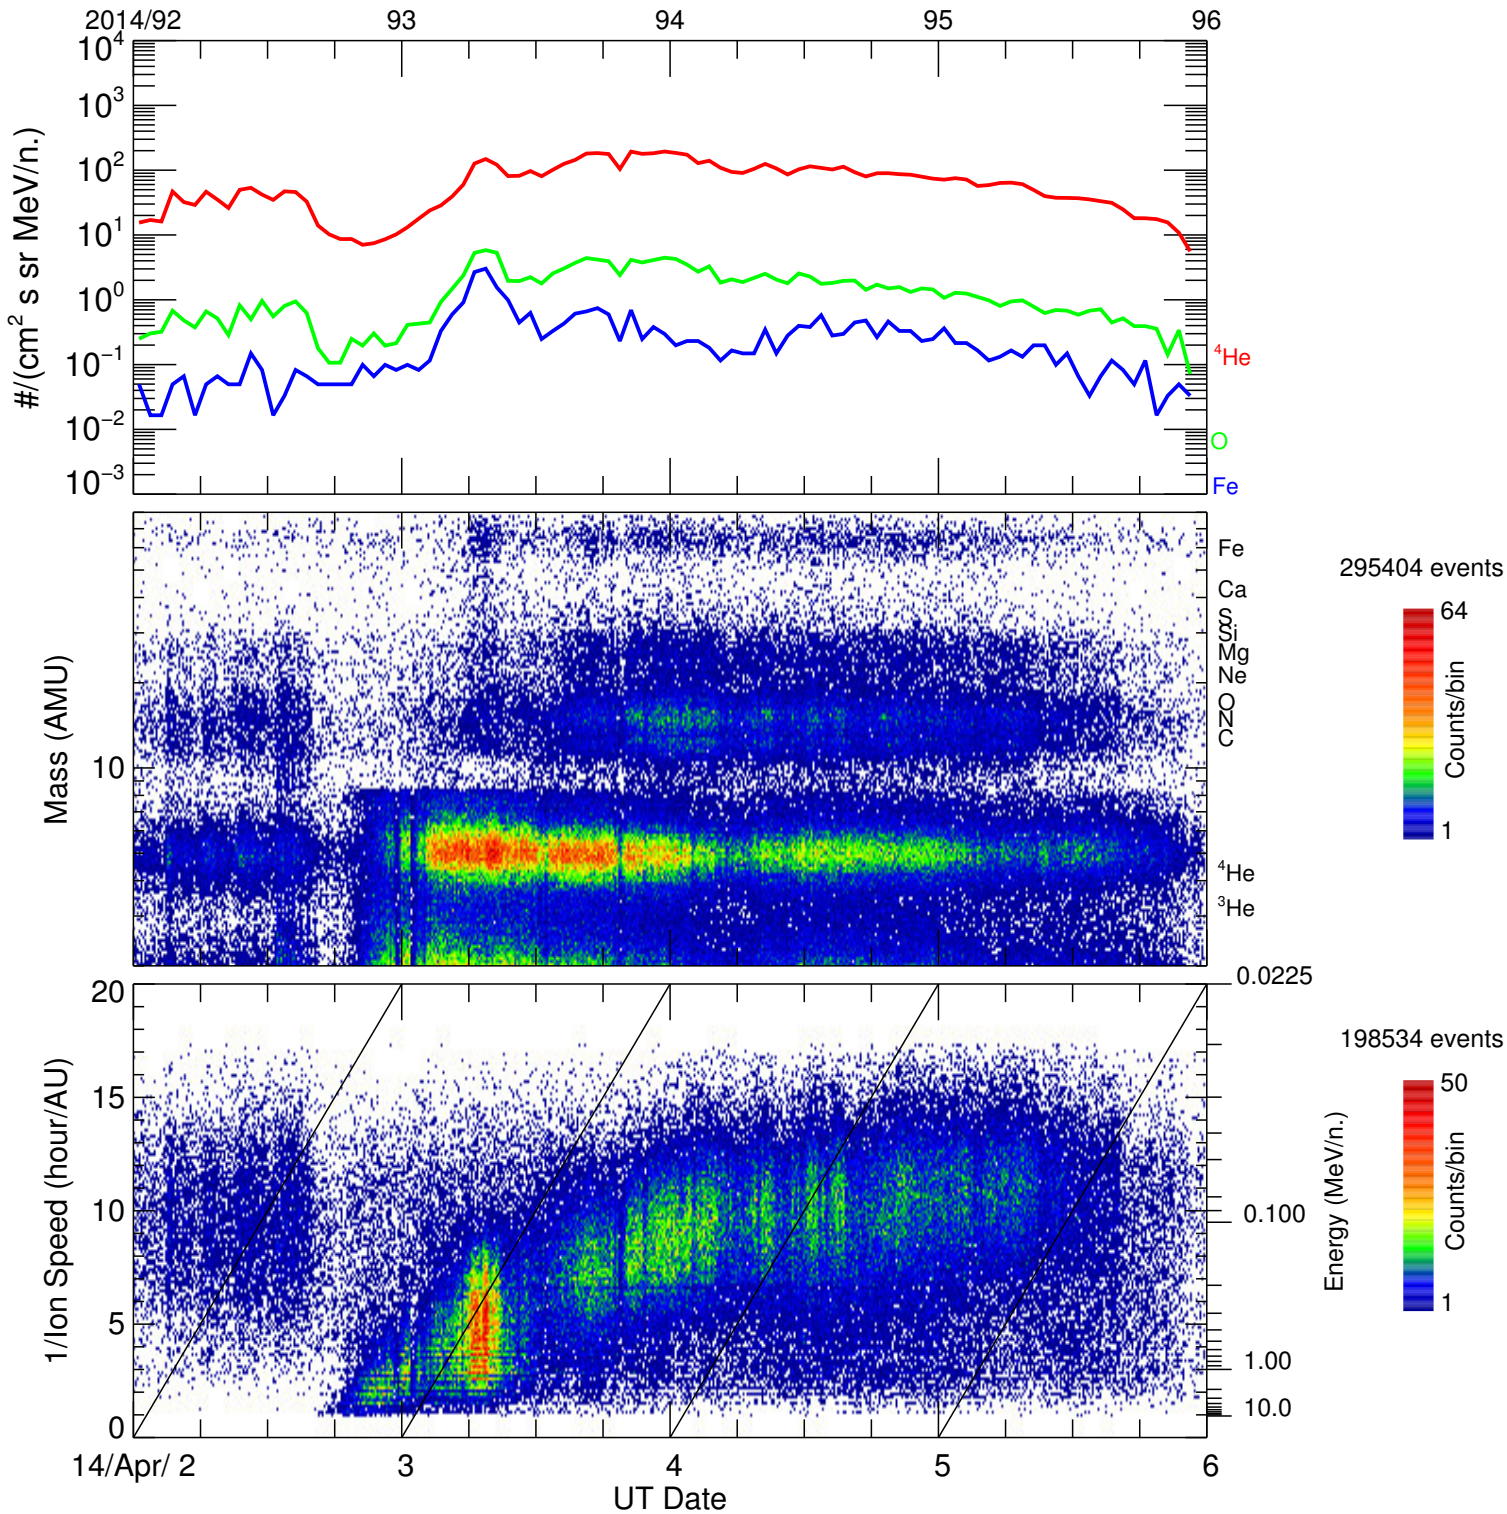 2014/92 93 94 95 96
10^4
10^3
10^2
10^1
10^0
10^−1
10^−2
10^−3
#/(cm² s sr MeV/n.)
⁴He
O
Fe
Mass (AMU)
10
Fe
Ca
S
Si
Mg
Ne
O
N
C
⁴He
³He
295404 events
64
Counts/bin
1
20
15
10
5
0
1/Ion Speed (hour/AU)
0.0225
0.100
1.00
10.0
Energy (MeV/n.)
198534 events
50
Counts/bin
1
14/Apr/ 2 3 4 5 6
UT Date